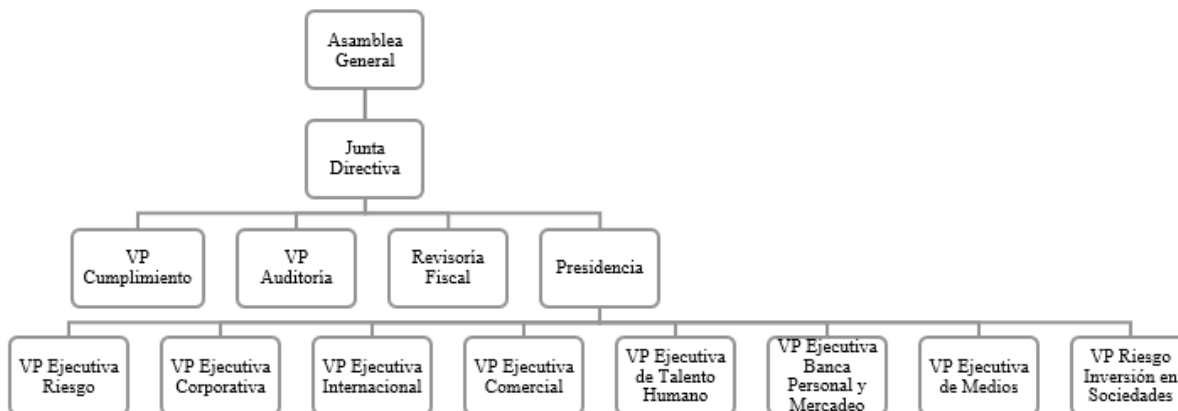 Asamblea
General
Junta
Directiva
VP
Cumplimiento
VP
Auditoría
Revisoría
Fiscal
Presidencia
VP Ejecutiva
Riesgo
VP Ejecutiva
Corporativa
VP Ejecutiva
Internacional
VP Ejecutiva
Comercial
VP Ejecutiva
de Talento
Humano
VP Ejecutiva
Banca
Personal y
Mercadeo
VP Ejecutiva
de Medios
VP Riesgo
Inversión en
Sociedades